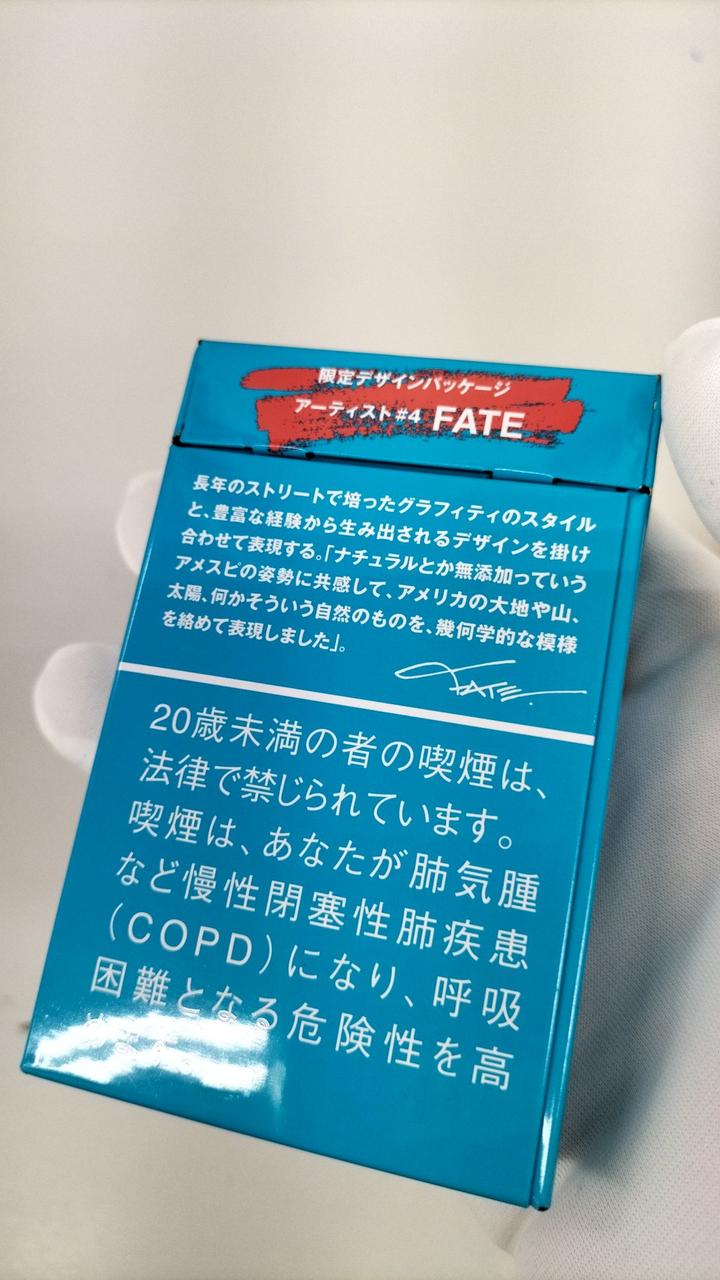 限定デザインパッケージ
アーティスト#4 FATE
長年のストリートで培ったグラフィティのスタイル
と、豊富な経験から生み出されるデザインを掛け
合わせて表現する。「ナチュラルとか無添加っていう
アメスピの姿勢に共感して、アメリカの大地や山、
太陽、何かそういう自然のものを、幾何学的な模様
を絡めて表現しました」。
FATE.
20歳未満の者の喫煙は、
法律で禁じられています。
喫煙は、あなたが肺気腫
など慢性閉塞性肺疾患
(COPD)になり、呼吸
困難となる危険性を高
めます。